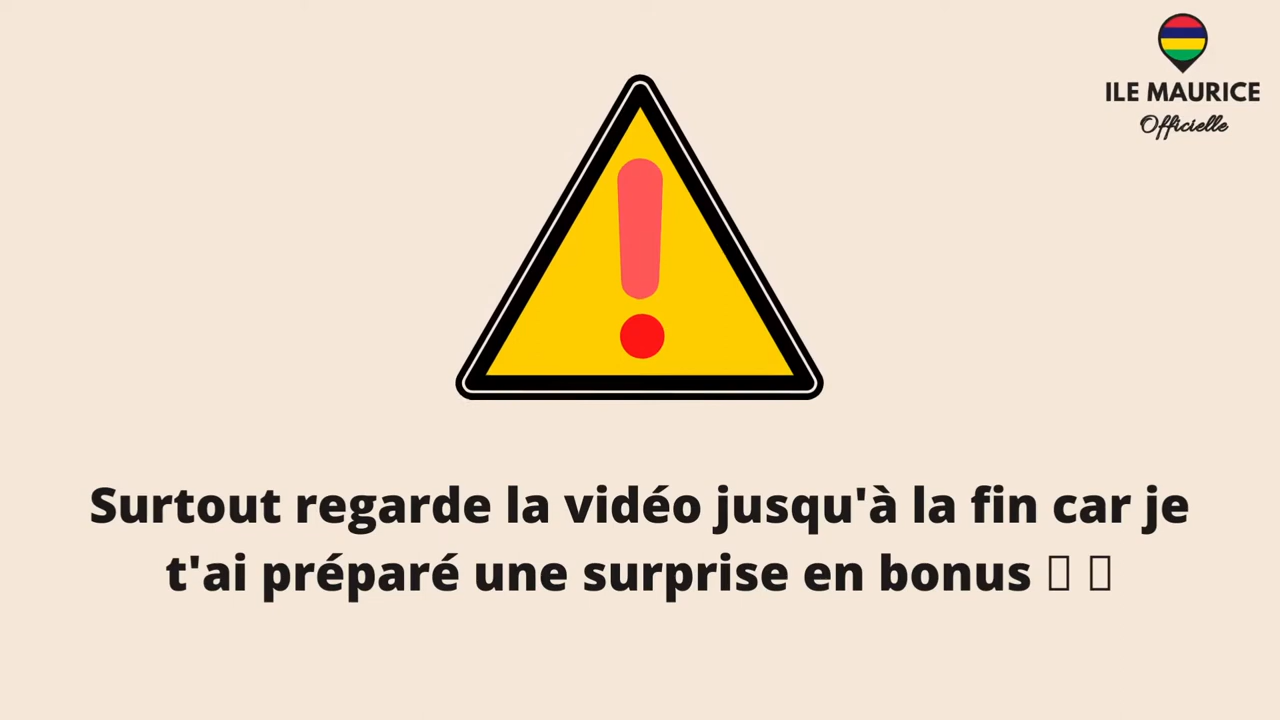 ILE MAURICE
Officielle
Surtout regarde la vidéo jusqu'à la fin car je
t'ai préparé une surprise en bonus